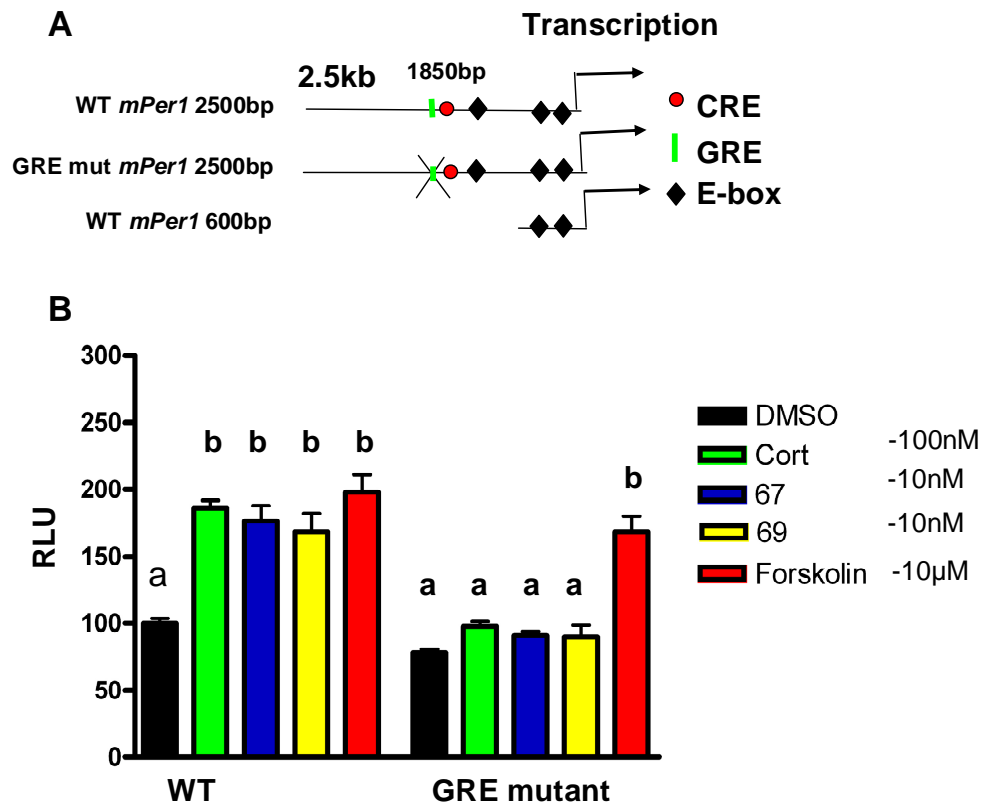 A
Transcription
2.5kb
1850bp
WT mPer1 2500bp
GRE mut mPer1 2500bp
WT mPer1 600bp
CRE
GRE
E-box
B
RLU
300
250
200
150
100
50
0
a
b
b
b
b
a
a
a
a
b
WT
GRE mutant
DMSO
Cort -100nM
67 -10nM
69 -10nM
Forskolin -10µM